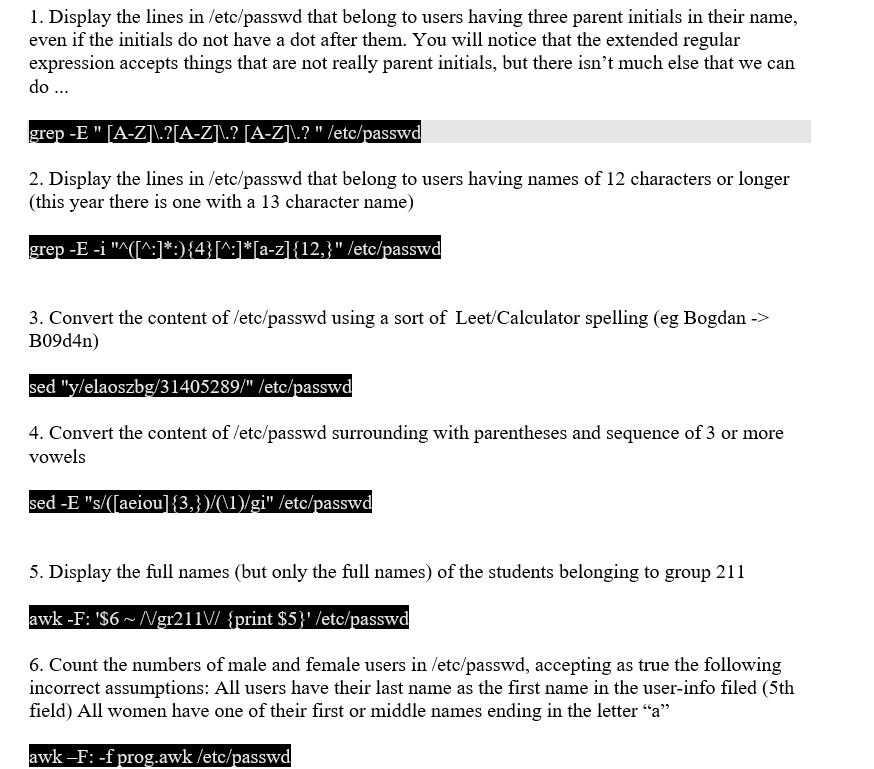 1. Display the lines in /etc/passwd that belong to users having three parent initials in their name,
even if the initials do not have a dot after them. You will notice that the extended regular
expression accepts things that are not really parent initials, but there isn’t much else that we can
do ...
grep -E " [A-Z]\.?[A-Z]\.? [A-Z]\.? " /etc/passwd
2. Display the lines in /etc/passwd that belong to users having names of 12 characters or longer
(this year there is one with a 13 character name)
grep -E -i "^([^:]*:){4}[^:]*[a-z]{12,}" /etc/passwd
3. Convert the content of /etc/passwd using a sort of  Leet/Calculator spelling (eg Bogdan ->
B09d4n)
sed "y/elaoszbg/31405289/" /etc/passwd
4. Convert the content of /etc/passwd surrounding with parentheses and sequence of 3 or more
vowels
sed -E "s/([aeiou]{3,})/(\1)/gi" /etc/passwd
5. Display the full names (but only the full names) of the students belonging to group 211
awk -F: '$6 ~ /\/gr211\// {print $5}' /etc/passwd
6. Count the numbers of male and female users in /etc/passwd, accepting as true the following
incorrect assumptions: All users have their last name as the first name in the user-info filed (5th
field) All women have one of their first or middle names ending in the letter “a”
awk –F: -f prog.awk /etc/passwd